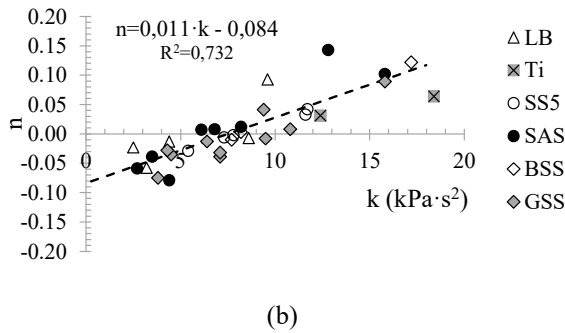 0.20
n=0,011·k - 0,084
R²=0,732
0.15
0.10
0.05
0.00
-0.05
-0.10
-0.15
-0.20
n
0
5
10
15
20
k (kPa·s²)
LB
Ti
SS5
SAS
BSS
GSS
(b)